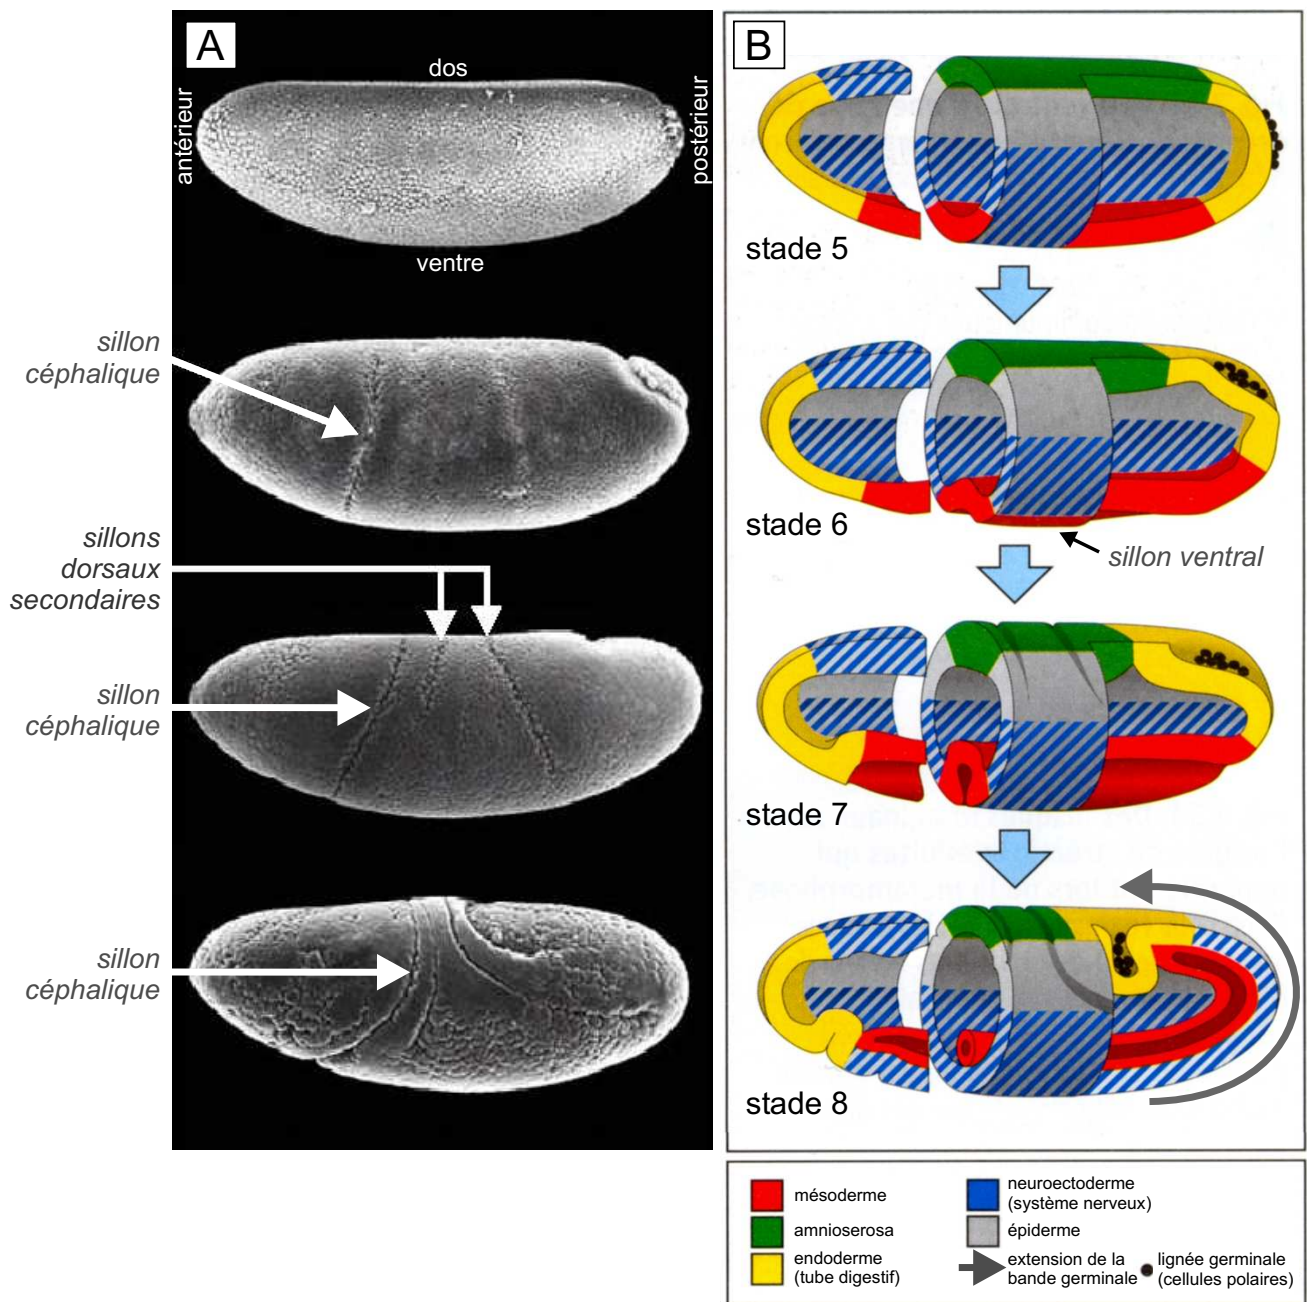 A
dos
antérieur
postérieur
ventre
sillon
céphalique
sillons
dorsaux
secondaires
sillon
céphalique
sillon
céphalique
B
stade 5
stade 6
sillon ventral
stade 7
stade 8
mésoderme
amnioserosa
endoderme
(tube digestif)
neuroectoderme
(système nerveux)
épiderme
extension de la
bande germinale
lignée germinale
(cellules polaires)